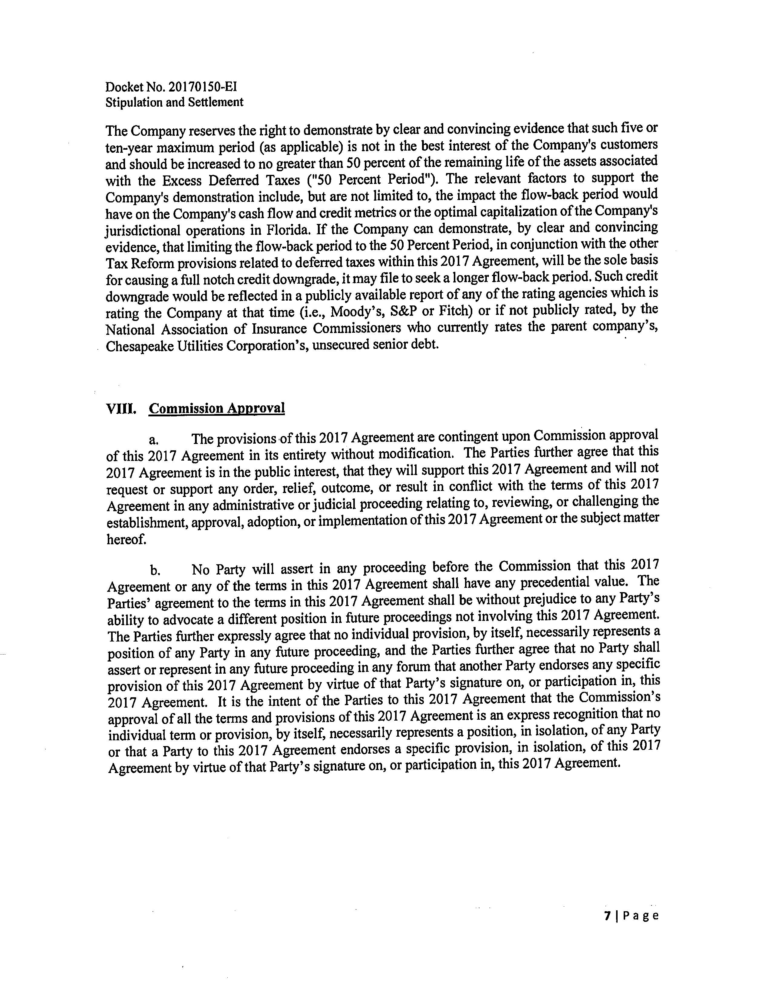 Docket No. 20170150-EI
Stipulation and Settlement
The Company reserves the right to demonstrate by clear and convincing evidence that such five or
ten-year maximum period (as applicable) is not in the best interest of the Company's customers
and should be increased to no greater than 50 percent of the remaining life of the assets associated
with the Excess Deferred Taxes ("50 Percent Period"). The relevant factors to support the
Company's demonstration include, but are not limited to, the impact the flow-back period would
have on the Company's cash flow and credit metrics or the optimal capitalization of the Company's
jurisdictional operations in Florida. If the Company can demonstrate, by clear and convincing
evidence, that limiting the flow-back period to the 50 Percent Period, in conjunction with the other
Tax Reform provisions related to deferred taxes within this 2017 Agreement, will be the sole basis
for causing a full notch credit downgrade, it may file to seek a longer flow-back period. Such credit
downgrade would be reflected in a publicly available report of any of the rating agencies which is
rating the Company at that time (i.e., Moody's, S&P or Fitch) or if not publicly rated, by the
National Association of Insurance Commissioners who currently rates the parent company's,
Chesapeake Utilities Corporation's, unsecured senior debt.
VIII. Commission Approval
a. The provisions of this 2017 Agreement are contingent upon Commission approval
of this 2017 Agreement in its entirety without modification. The Parties further agree that this
2017 Agreement is in the public interest, that they will support this 2017 Agreement and will not
request or support any order, relief, outcome, or result in conflict with the terms of this 2017
Agreement in any administrative or judicial proceeding relating to, reviewing, or challenging the
establishment, approval, adoption, or implementation of this 2017 Agreement or the subject matter
hereof.
b. No Party will assert in any proceeding before the Commission that this 2017
Agreement or any of the terms in this 2017 Agreement shall have any precedential value. The
Parties' agreement to the terms in this 2017 Agreement shall be without prejudice to any Party's
ability to advocate a different position in future proceedings not involving this 2017 Agreement.
The Parties further expressly agree that no individual provision, by itself, necessarily represents a
position of any Party in any future proceeding, and the Parties further agree that no Party shall
assert or represent in any future proceeding in any forum that another Party endorses any specific
provision of this 2017 Agreement by virtue of that Party's signature on, or participation in, this
2017 Agreement. It is the intent of the Parties to this 2017 Agreement that the Commission's
approval of all the terms and provisions of this 2017 Agreement is an express recognition that no
individual term or provision, by itself, necessarily represents a position, in isolation, of any Party
or that a Party to this 2017 Agreement endorses a specific provision, in isolation, of this 2017
Agreement by virtue of that Party's signature on, or participation in, this 2017 Agreement.
7 | Page